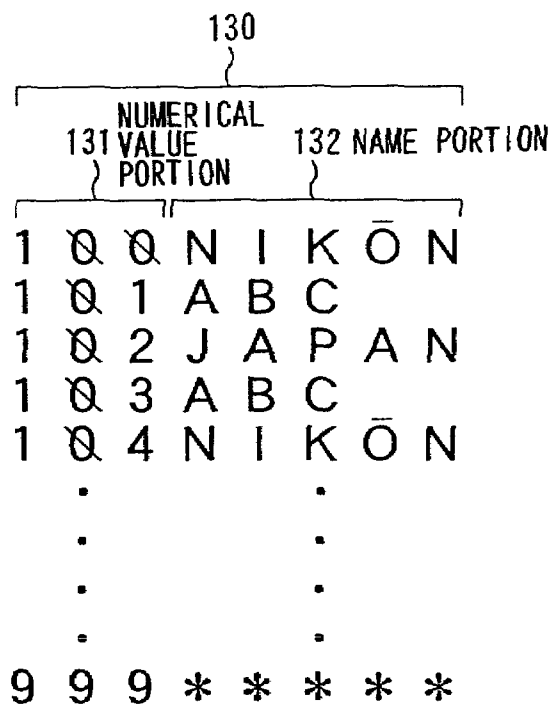 130
NUMERICAL
131 VALUE 132 NAME PORTION
PORTION
1 0̸ 0̸ N I K Ō N
1 0̸ 1 A B C
1 0̸ 2 J A P A N
1 0̸ 3 A B C
1 0̸ 4 N I K Ō N
. .
. .
. .
. .
9 9 9 * * * * *